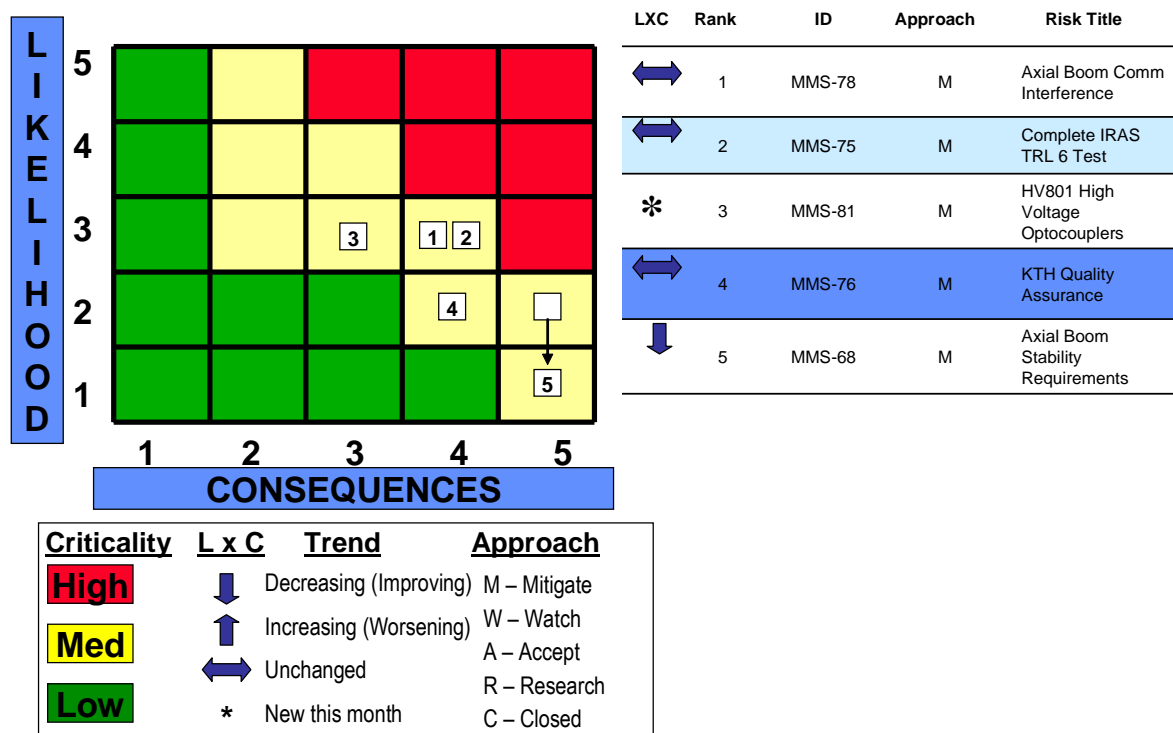 LIKELIHOOD
5
4
3
2
1
3
1 2
4
5
1 2 3 4 5
CONSEQUENCES
LXC Rank ID Approach Risk Title
1 MMS-78 M Axial Boom Comm
Interference
2 MMS-75 M Complete IRAS
TRL 6 Test
* 3 MMS-81 M HV801 High
Voltage
Optocouplers
4 MMS-76 M KTH Quality
Assurance
5 MMS-68 M Axial Boom
Stability
Requirements
Criticality L x C Trend Approach
High
Med
Low
Decreasing (Improving)
Increasing (Worsening)
Unchanged
* New this month
M – Mitigate
W – Watch
A – Accept
R – Research
C – Closed